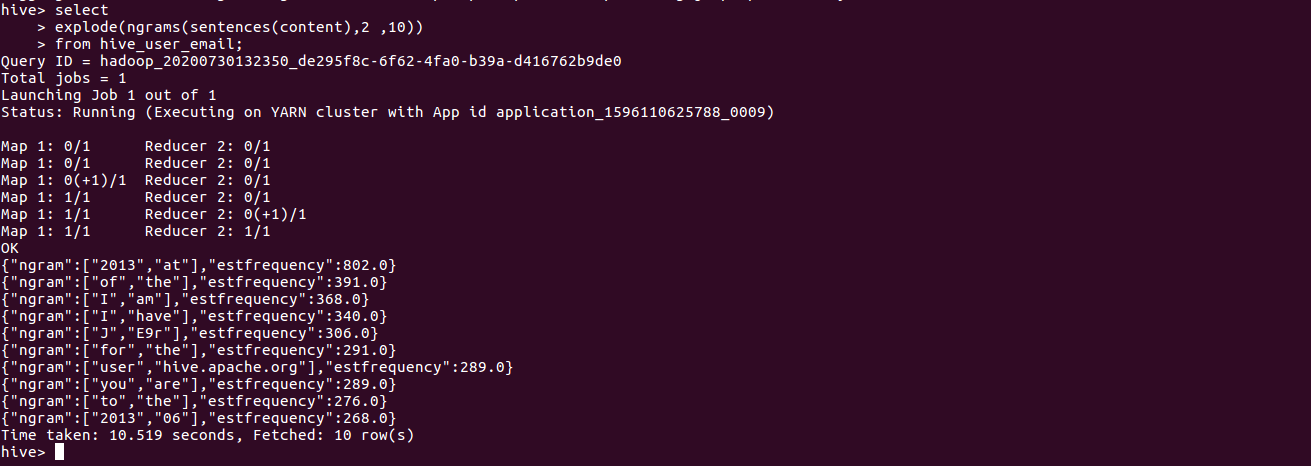 hive> select
    > explode(ngrams(sentences(content),2 ,10))
    > from hive_user_email;
Query ID = hadoop_20200730132350_de295f8c-6f62-4fa0-b39a-d416762b9de0
Total jobs = 1
Launching Job 1 out of 1
Status: Running (Executing on YARN cluster with App id application_1596110625788_0009)
Map 1: 0/1      Reducer 2: 0/1
Map 1: 0/1      Reducer 2: 0/1
Map 1: 0(+1)/1  Reducer 2: 0/1
Map 1: 1/1      Reducer 2: 0/1
Map 1: 1/1      Reducer 2: 0(+1)/1
Map 1: 1/1      Reducer 2: 1/1
OK
{"ngram":["2013","at"],"estfrequency":802.0}
{"ngram":["of","the"],"estfrequency":391.0}
{"ngram":["I","am"],"estfrequency":368.0}
{"ngram":["I","have"],"estfrequency":340.0}
{"ngram":["J","E9r"],"estfrequency":306.0}
{"ngram":["for","the"],"estfrequency":291.0}
{"ngram":["user","hive.apache.org"],"estfrequency":289.0}
{"ngram":["you","are"],"estfrequency":289.0}
{"ngram":["to","the"],"estfrequency":276.0}
{"ngram":["2013","06"],"estfrequency":268.0}
Time taken: 10.519 seconds, Fetched: 10 row(s)
hive>